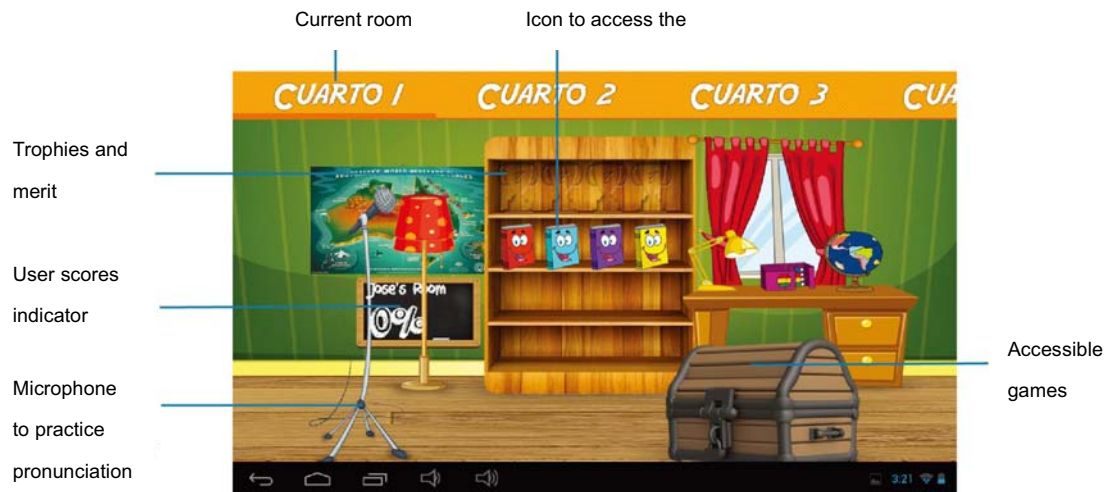 Current room
Icon to access the
CUARTO 1
CUARTO 2
CUARTO 3
CUA
Trophies and
merit
User scores
indicator
Jose's Room
0%
Microphone
to practice
pronunciation
Accessible
games
3:21